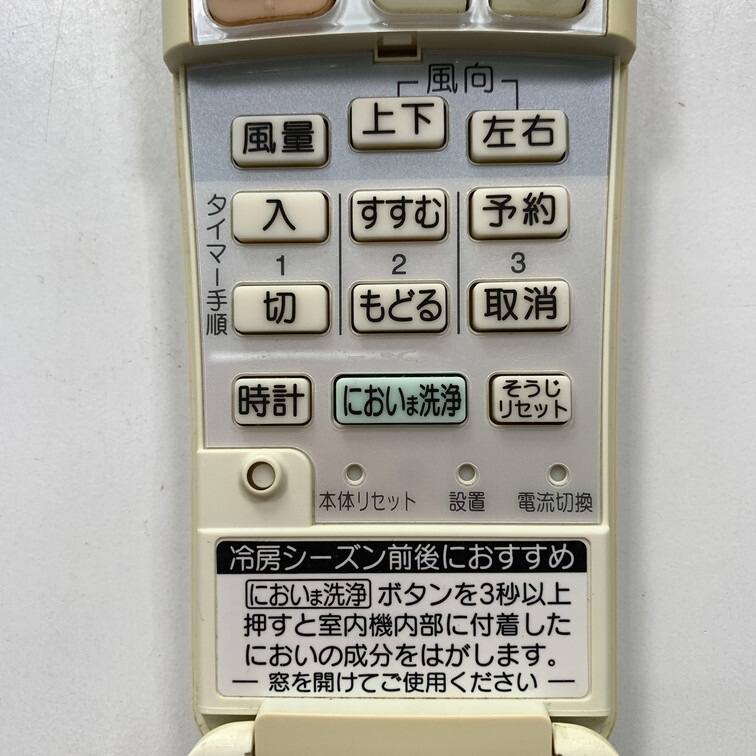 風向
風量
上下
左右
タイマー手順
入
すすむ
予約
1
2
3
切
もどる
取消
時計
においま洗浄
そうじ
リセット
本体リセット
設置
電流切換
冷房シーズン前後におすすめ
においま洗浄 ボタンを3秒以上
押すと室内機内部に付着した
においの成分をはがします。
― 窓を開けてご使用ください ―